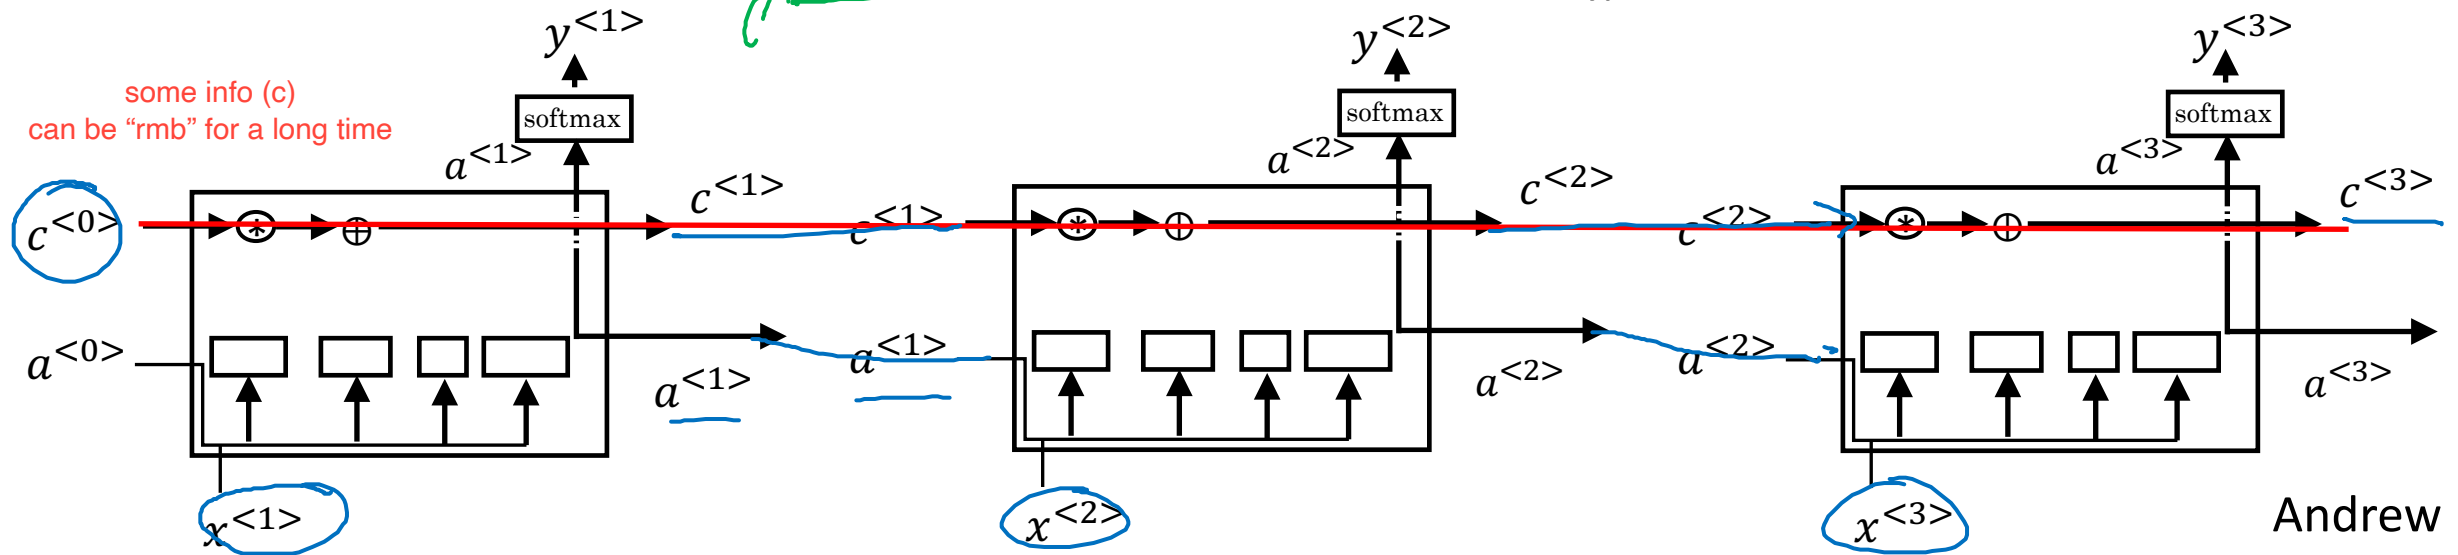 y<1>
y<2>
y<3>
some info (c)
can be “rmb” for a long time
softmax
softmax
softmax
a<1>
a<2>
a<3>
c<0>
*
⊕
c<1>
c<1>
*
⊕
c<2>
c<2>
*
⊕
c<3>
a<0>
a<1>
a<1>
a<2>
a<2>
a<3>
x<1>
x<2>
x<3>
Andrew